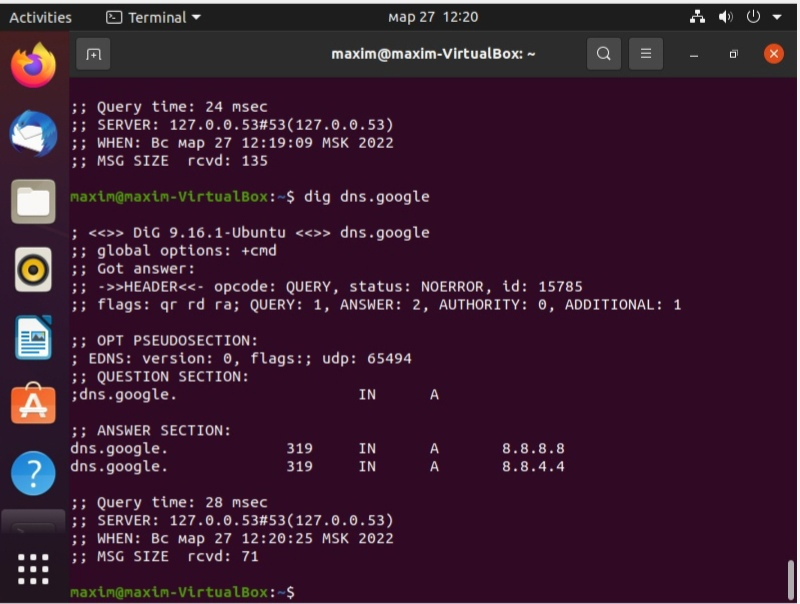 Activities Terminal мар 27 12:20
maxim@maxim-VirtualBox: ~
;; Query time: 24 msec
;; SERVER: 127.0.0.53#53(127.0.0.53)
;; WHEN: Вс мар 27 12:19:09 MSK 2022
;; MSG SIZE  rcvd: 135
maxim@maxim-VirtualBox:~$ dig dns.google
; <<>> DiG 9.16.1-Ubuntu <<>> dns.google
;; global options: +cmd
;; Got answer:
;; ->>HEADER<<- opcode: QUERY, status: NOERROR, id: 15785
;; flags: qr rd ra; QUERY: 1, ANSWER: 2, AUTHORITY: 0, ADDITIONAL: 1
;; OPT PSEUDOSECTION:
; EDNS: version: 0, flags:; udp: 65494
;; QUESTION SECTION:
;dns.google. IN A
;; ANSWER SECTION:
dns.google. 319 IN A 8.8.8.8
dns.google. 319 IN A 8.8.4.4
;; Query time: 28 msec
;; SERVER: 127.0.0.53#53(127.0.0.53)
;; WHEN: Вс мар 27 12:20:25 MSK 2022
;; MSG SIZE  rcvd: 71
maxim@maxim-VirtualBox:~$